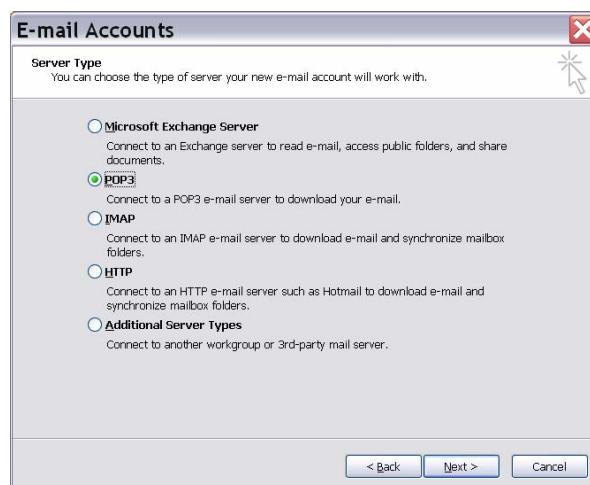 E-mail Accounts
Server Type
You can choose the type of server your new e-mail account will work with.
Microsoft Exchange Server
Connect to an Exchange server to read e-mail, access public folders, and share
documents.
POP3
Connect to a POP3 e-mail server to download your e-mail.
IMAP
Connect to an IMAP e-mail server to download e-mail and synchronize mailbox
folders.
HTTP
Connect to an HTTP e-mail server such as Hotmail to download e-mail and
synchronize mailbox folders.
Additional Server Types
Connect to another workgroup or 3rd-party mail server.
< Back Next > Cancel